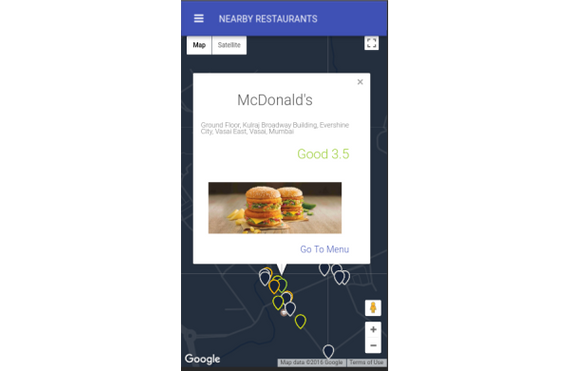 NEARBY RESTAURANTS
Map Satellite
×
McDonald's
Ground Floor, Kulraj Broadway Building, Evershine
City, Vasai East, Vasai, Mumbai
Good 3.5
Go To Menu
Google
Map data ©2018 Google Terms of Use